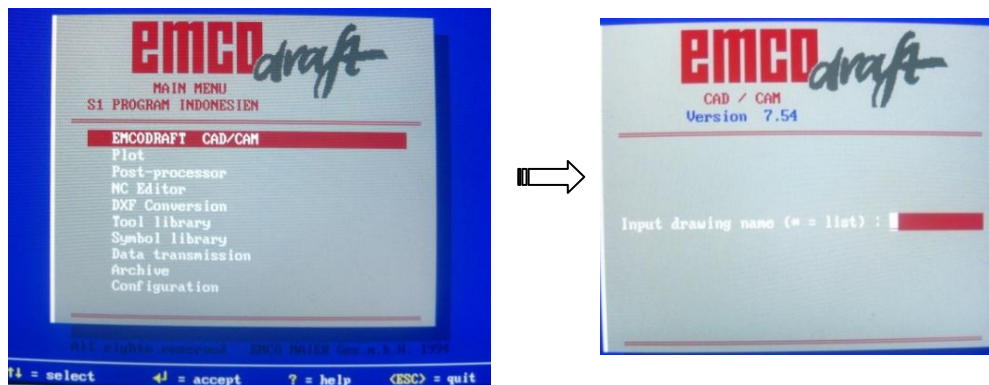 EMCO draft
MAIN MENU
S1 PROGRAM INDONESIEN
EMCODRAFT CAD/CAM
Plot
Post-processor
NC Editor
DXF Conversion
Tool library
Symbol library
Data transmission
Archive
Configuration
All rights reserved EMCO MAIER Ges.m.b.H. 1994
↑↓ = select ↵ = accept ? = help <ESC> = quit
EMCO draft
CAD / CAM
Version 7.54
Input drawing name (* = list) :